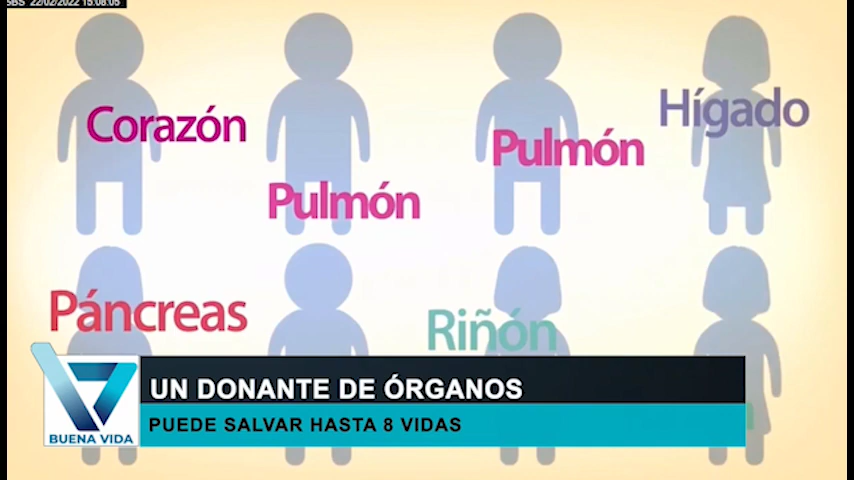 SBS 22/02/2022 15:08:05
Corazón
Pulmón
Pulmón
Hígado
Páncreas
Riñón
UN DONANTE DE ÓRGANOS
PUEDE SALVAR HASTA 8 VIDAS
BUENA VIDA